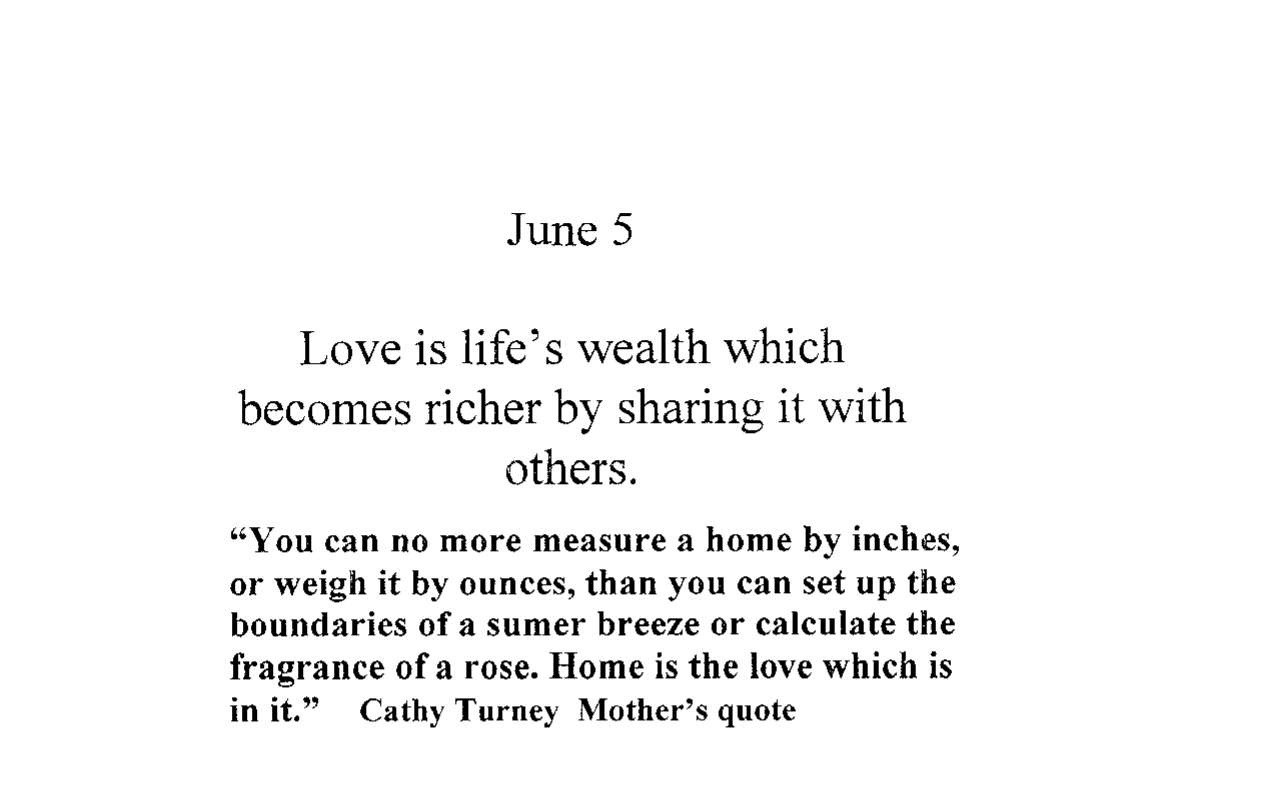 June 5
Love is life’s wealth which
becomes richer by sharing it with
others.
“You can no more measure a home by inches,
or weigh it by ounces, than you can set up the
boundaries of a sumer breeze or calculate the
fragrance of a rose. Home is the love which is
in it.” Cathy Turney Mother’s quote